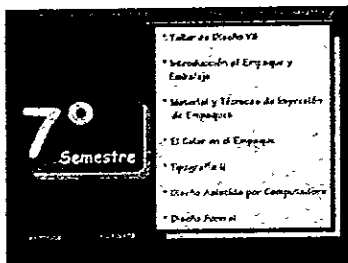 7°
Semestre
* Taller de Diseño VII
* Introducción al Empaque y
Embalaje
* Material y Técnicas de Impresión
de Empaques
* El Color en el Empaque
* Tipografía II
* Diseño Asistido por Computadora
* Diseño Formal